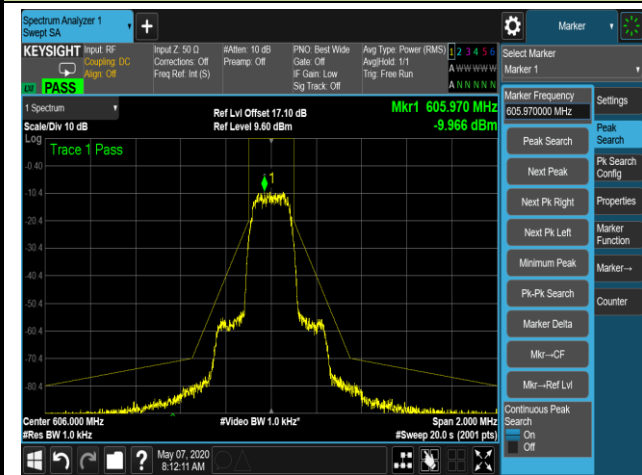 Spectrum Analyzer 1
Swept SA
Marker
KEYSIGHT
Input: RF
Coupling: DC
Align: Off
Input Z: 50 Ω
Corrections: Off
Freq Ref: Int (S)
#Atten: 10 dB
Preamp: Off
PNO: Best Wide
Gate: Off
IF Gain: Low
Sig Track: Off
Avg Type: Power (RMS)
Avg|Hold: 1/1
Trig: Free Run
1 2 3 4 5 6
A W W W W W
A N N N N N
LXI PASS
Select Marker
Marker 1
1 Spectrum
Scale/Div 10 dB
Ref Lvl Offset 17.10 dB
Ref Level 9.60 dBm
Mkr1 605.970 MHz
-9.966 dBm
Log
Trace 1 Pass
1
-0.40
-10.4
-20.4
-30.4
-40.4
-50.4
-60.4
-70.4
-80.4
Center 606.000 MHz
#Res BW 1.0 kHz
#Video BW 1.0 kHz*
Span 2.000 MHz
#Sweep 20.0 s (2001 pts)
Marker Frequency
605.970000 MHz
Peak Search
Next Peak
Next Pk Right
Next Pk Left
Minimum Peak
Pk-Pk Search
Marker Delta
Mkr→CF
Mkr→Ref Lvl
Continuous Peak
Search
On
Off
Settings
Peak
Search
Pk Search
Config
Properties
Marker
Function
Marker→
Counter
?
May 07, 2020
8:12:11 AM